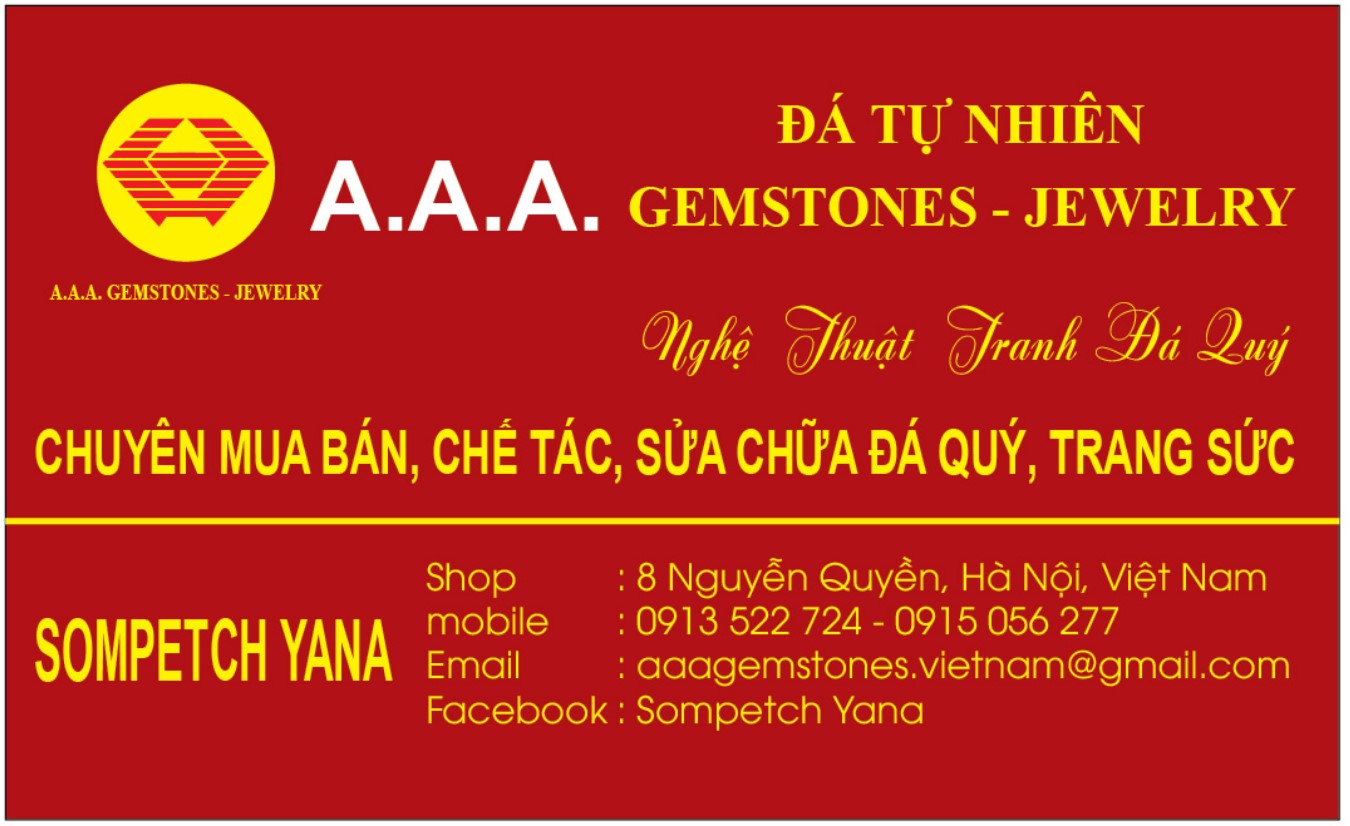 ĐÁ TỰ NHIÊN
A.A.A. GEMSTONES - JEWELRY
A.A.A. GEMSTONES - JEWELRY
Nghệ Thuật Tranh Đá Quý
CHUYÊN MUA BÁN, CHẾ TÁC, SỬA CHỮA ĐÁ QUÝ, TRANG SỨC
SOMPETCH YANA
Shop : 8 Nguyễn Quyền, Hà Nội, Việt Nam
mobile : 0913 522 724 - 0915 056 277
Email : aaagemstones.vietnam@gmail.com
Facebook : Sompetch Yana